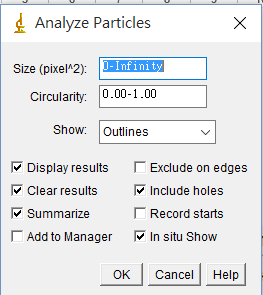 Analyze Particles
Size (pixel^2): 0-Infinity
Circularity: 0.00-1.00
Show: Outlines
Display results Exclude on edges
Clear results Include holes
Summarize Record starts
Add to Manager In situ Show
OK Cancel Help